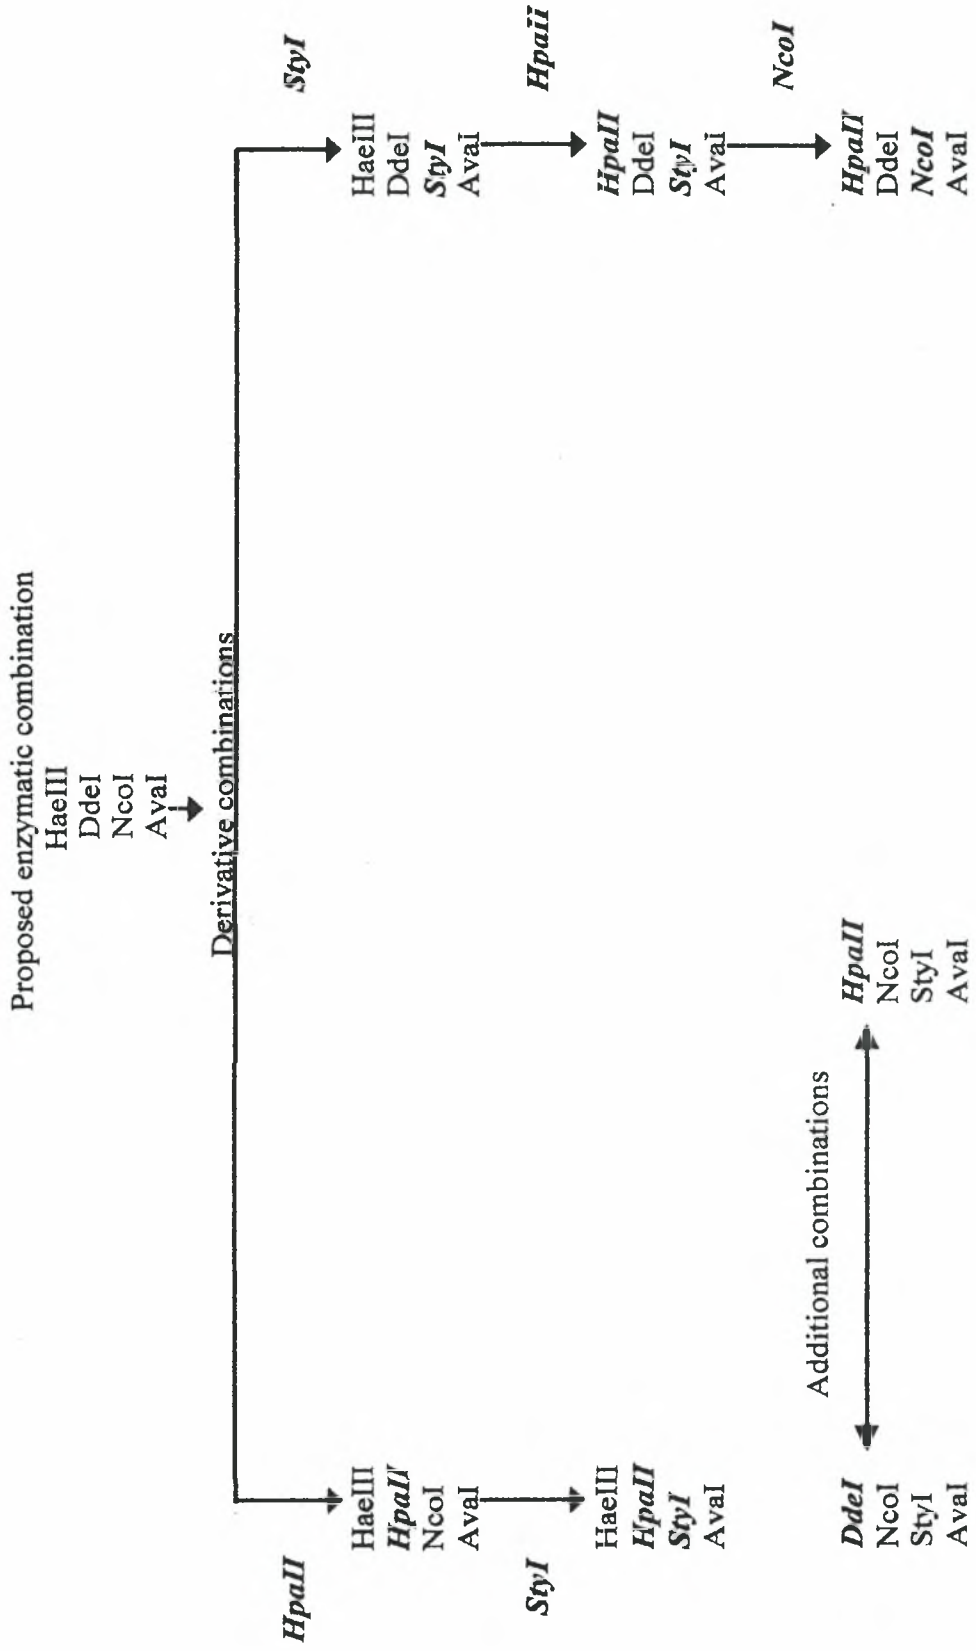 Proposed enzymatic combination
HaeIII
DdeI
NcoI
AvaI
Derivative combinations
HpaII
HaeIII
HpaII
NcoI
AvaI
StyI
HaeIII
HpaII
StyI
AvaI
StyI
HaeIII
DdeI
StyI
Avai
Hpaii
HpaII
DdeI
StyI
Avai
NcoI
HpaII
DdeI
NcoI
AvaI
Additional combinations
DdeI
NcoI
StyI
AvaI
HpaII
NcoI
StyI
AvaI